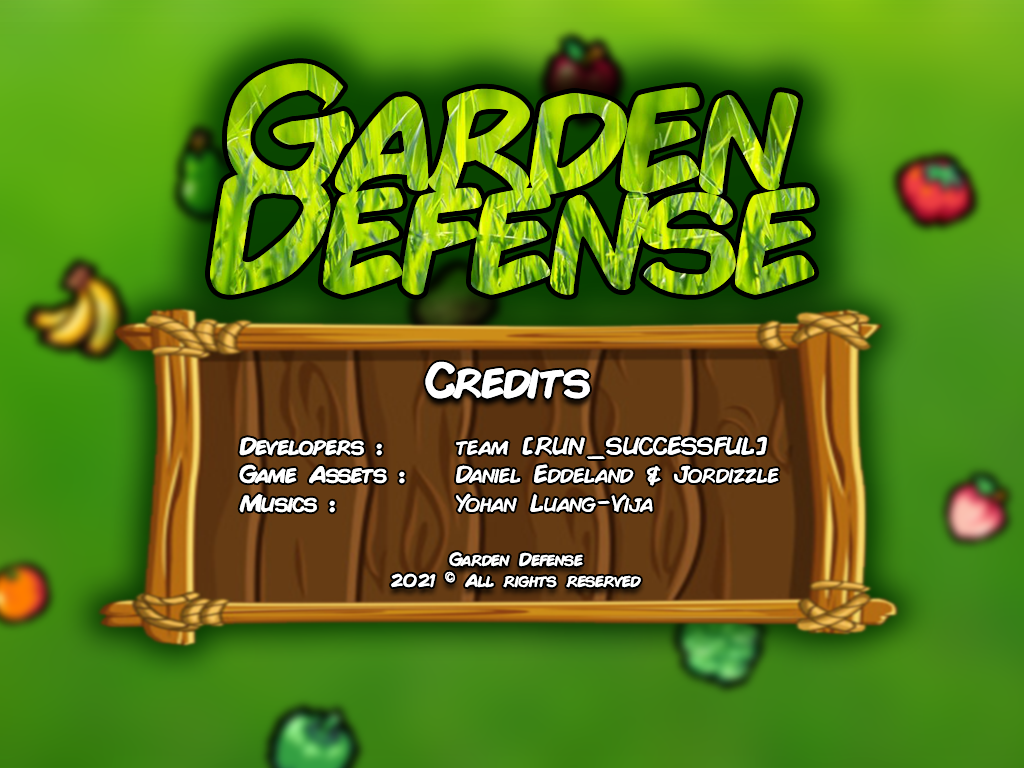 Garden
Defense
Credits
Developers : team [RUN_SUCCESSFUL]
Game Assets : Daniel Eddeland & Jordizzle
Musics : Yohan Luang-Vija
Garden Defense
2021 © All rights reserved